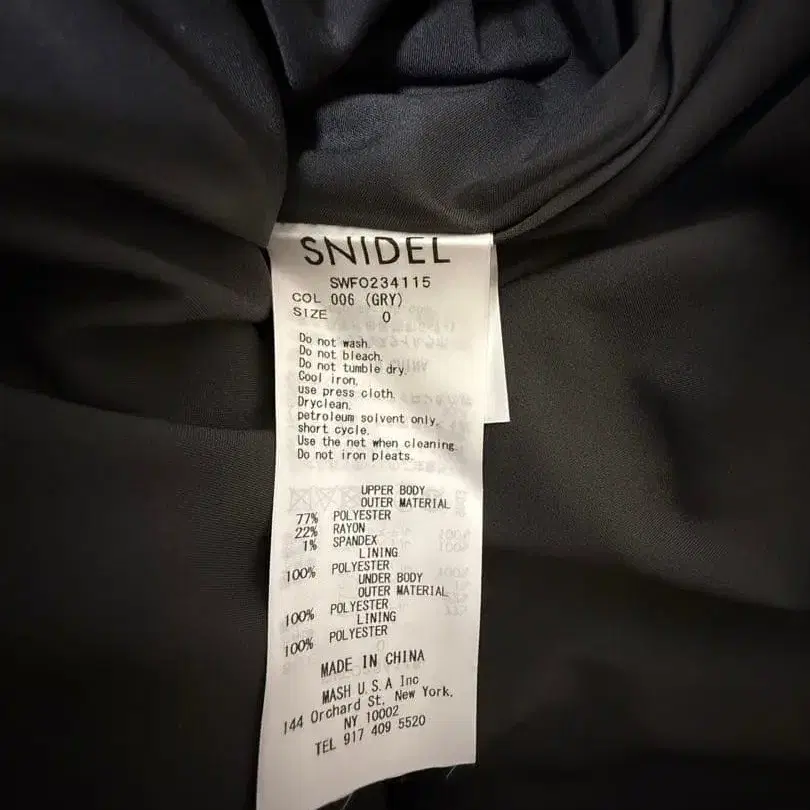 SNIDEL
SWFO234115
COL 006 (GRY)
SIZE 0
Do not wash.
Do not bleach.
Do not tumble dry.
Cool iron,
use press cloth.
Dryclean,
petroleum solvent only,
short cycle.
Use the net when cleaning.
Do not iron pleats.
UPPER BODY
OUTER MATERIAL
77% POLYESTER
22% RAYON
1% SPANDEX
LINING
100% POLYESTER
UNDER BODY
OUTER MATERIAL
100% POLYESTER
LINING
100% POLYESTER
MADE IN CHINA
MASH U.S.A Inc
144 Orchard St, New York,
NY 10002
TEL 917 409 5520